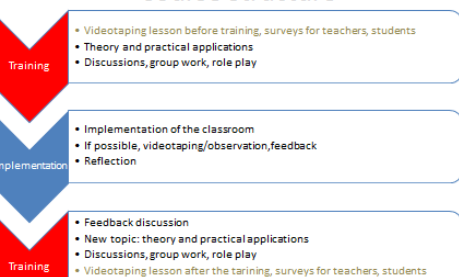 Training
• Videotaping lesson before training, surveys for teachers, students
• Theory and practical applications
• Discussions, group work, role play
mplementation
• Implementation of the classroom
• If possible, videotaping/observation, feedback
• Reflection
Training
• Feedback discussion
• New topic: theory and practical applications
• Discussions, group work, role play
• Videotaping lesson after the tarining, surveys for teachers, students